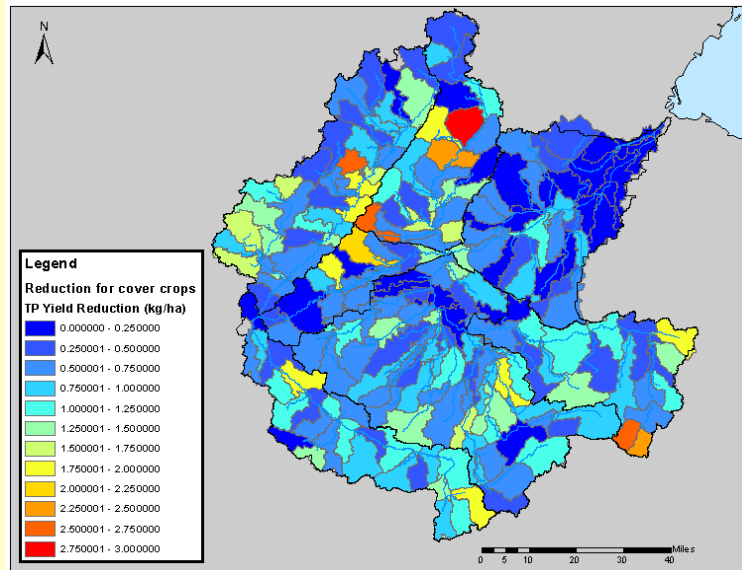 N
Legend
Reduction for cover crops
TP Yield Reduction (kg/ha)
0.000000 - 0.250000
0.250001 - 0.500000
0.500001 - 0.750000
0.750001 - 1.000000
1.000001 - 1.250000
1.250001 - 1.500000
1.500001 - 1.750000
1.750001 - 2.000000
2.000001 - 2.250000
2.250001 - 2.500000
2.500001 - 2.750000
2.750001 - 3.000000
Miles
0 5 10 20 30 40